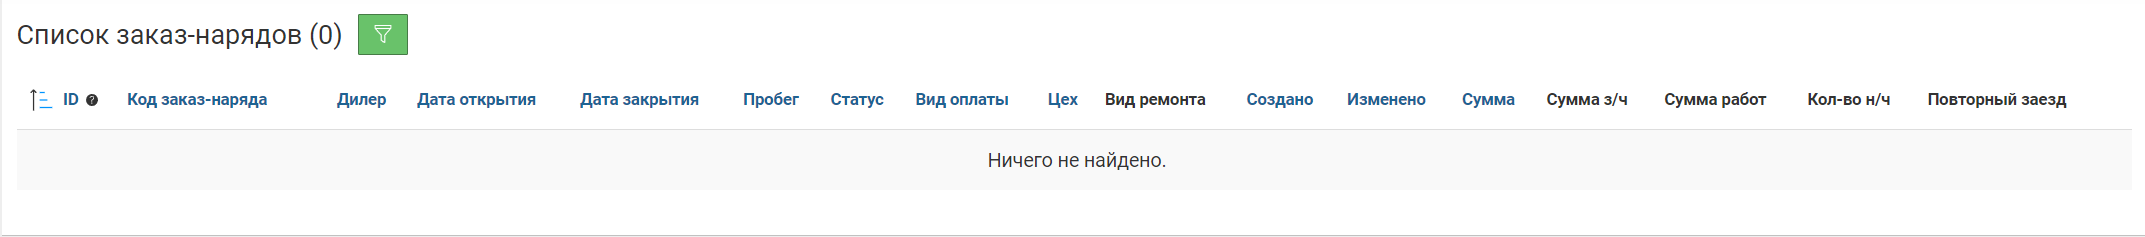 Список заказ-нарядов (0)
ID ? Код заказ-наряда Дилер Дата открытия Дата закрытия Пробег Статус Вид оплаты Цех Вид ремонта Создано Изменено Сумма Сумма з/ч Сумма работ Кол-во н/ч Повторный заезд
Ничего не найдено.